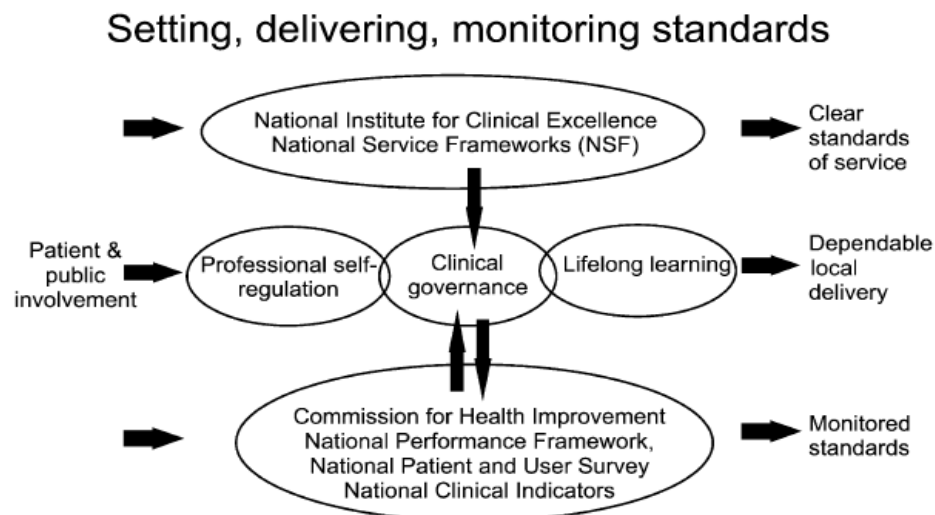 Setting, delivering, monitoring standards
National Institute for Clinical Excellence
National Service Frameworks (NSF)
Clear
standards
of service
Patient &
public
involvement
Professional self-
regulation
Clinical
governance
Lifelong learning
Dependable
local
delivery
Commission for Health Improvement
National Performance Framework,
National Patient and User Survey
National Clinical Indicators
Monitored
standards